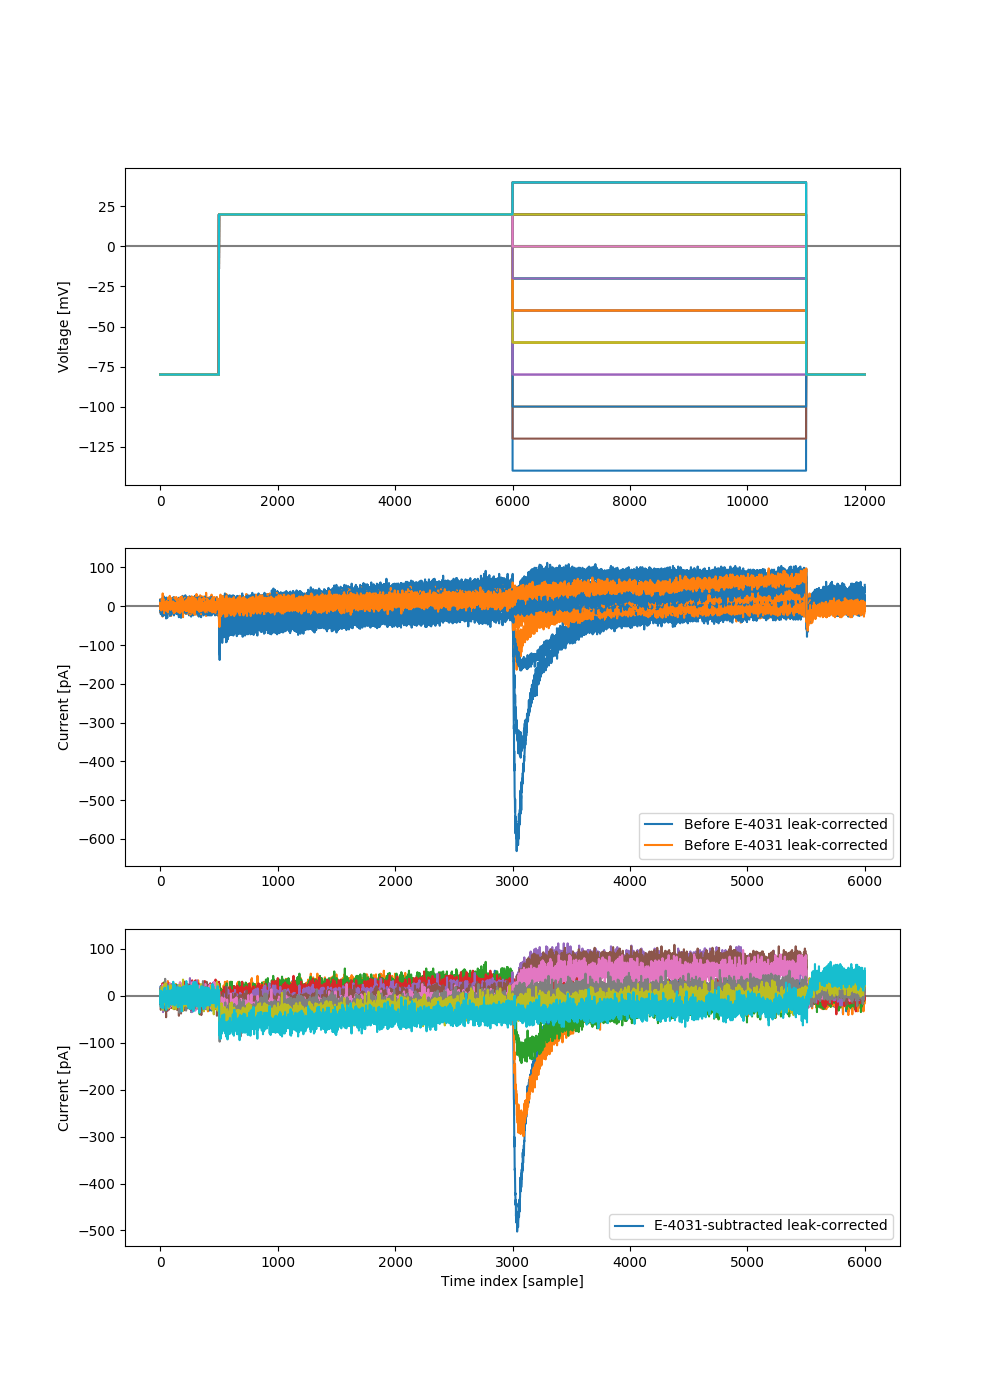 25
0
−25
−50
−75
−100
−125
Voltage [mV]
0 2000 4000 6000 8000 10000 12000
100
0
−100
−200
−300
−400
−500
−600
Current [pA]
Before E-4031 leak-corrected
Before E-4031 leak-corrected
0 1000 2000 3000 4000 5000 6000
100
0
−100
−200
−300
−400
−500
Current [pA]
E-4031-subtracted leak-corrected
0 1000 2000 3000 4000 5000 6000
Time index [sample]